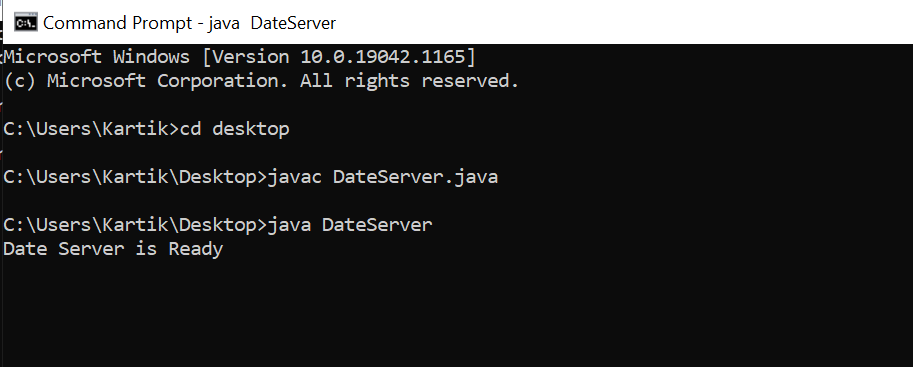 Command Prompt - java  DateServer
Microsoft Windows [Version 10.0.19042.1165]
(c) Microsoft Corporation. All rights reserved.
C:\Users\Kartik>cd desktop
C:\Users\Kartik\Desktop>javac DateServer.java
C:\Users\Kartik\Desktop>java DateServer
Date Server is Ready